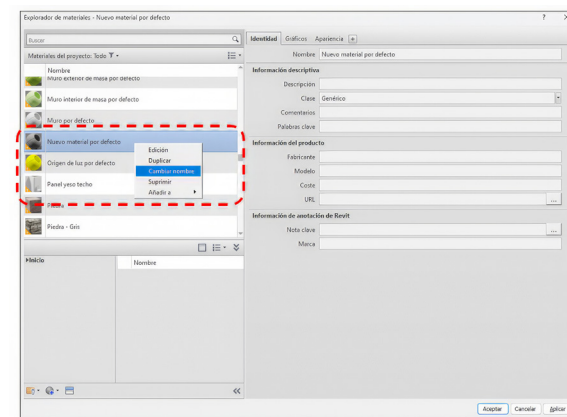 Explorador de materiales - Nuevo material por defecto
? X
Buscar
Materiales del proyecto: Todo
Nombre
Muro exterior de masa por defecto
Muro interior de masa por defecto
Muro por defecto
Nuevo material por defecto
Origen de luz por defecto
Panel yeso techo
Piedra
Piedra - Gris
Edición
Duplicar
Cambiar nombre
Suprimir
Añadir a
Inicio
Nombre
Identidad Gráficos Apariencia +
Nombre Nuevo material por defecto
Información descriptiva
Descripción
Clase Genérico
Comentarios
Palabras clave
Información del producto
Fabricante
Modelo
Coste
URL ...
Información de anotación de Revit
Nota clave ...
Marca
Aceptar Cancelar Aplicar